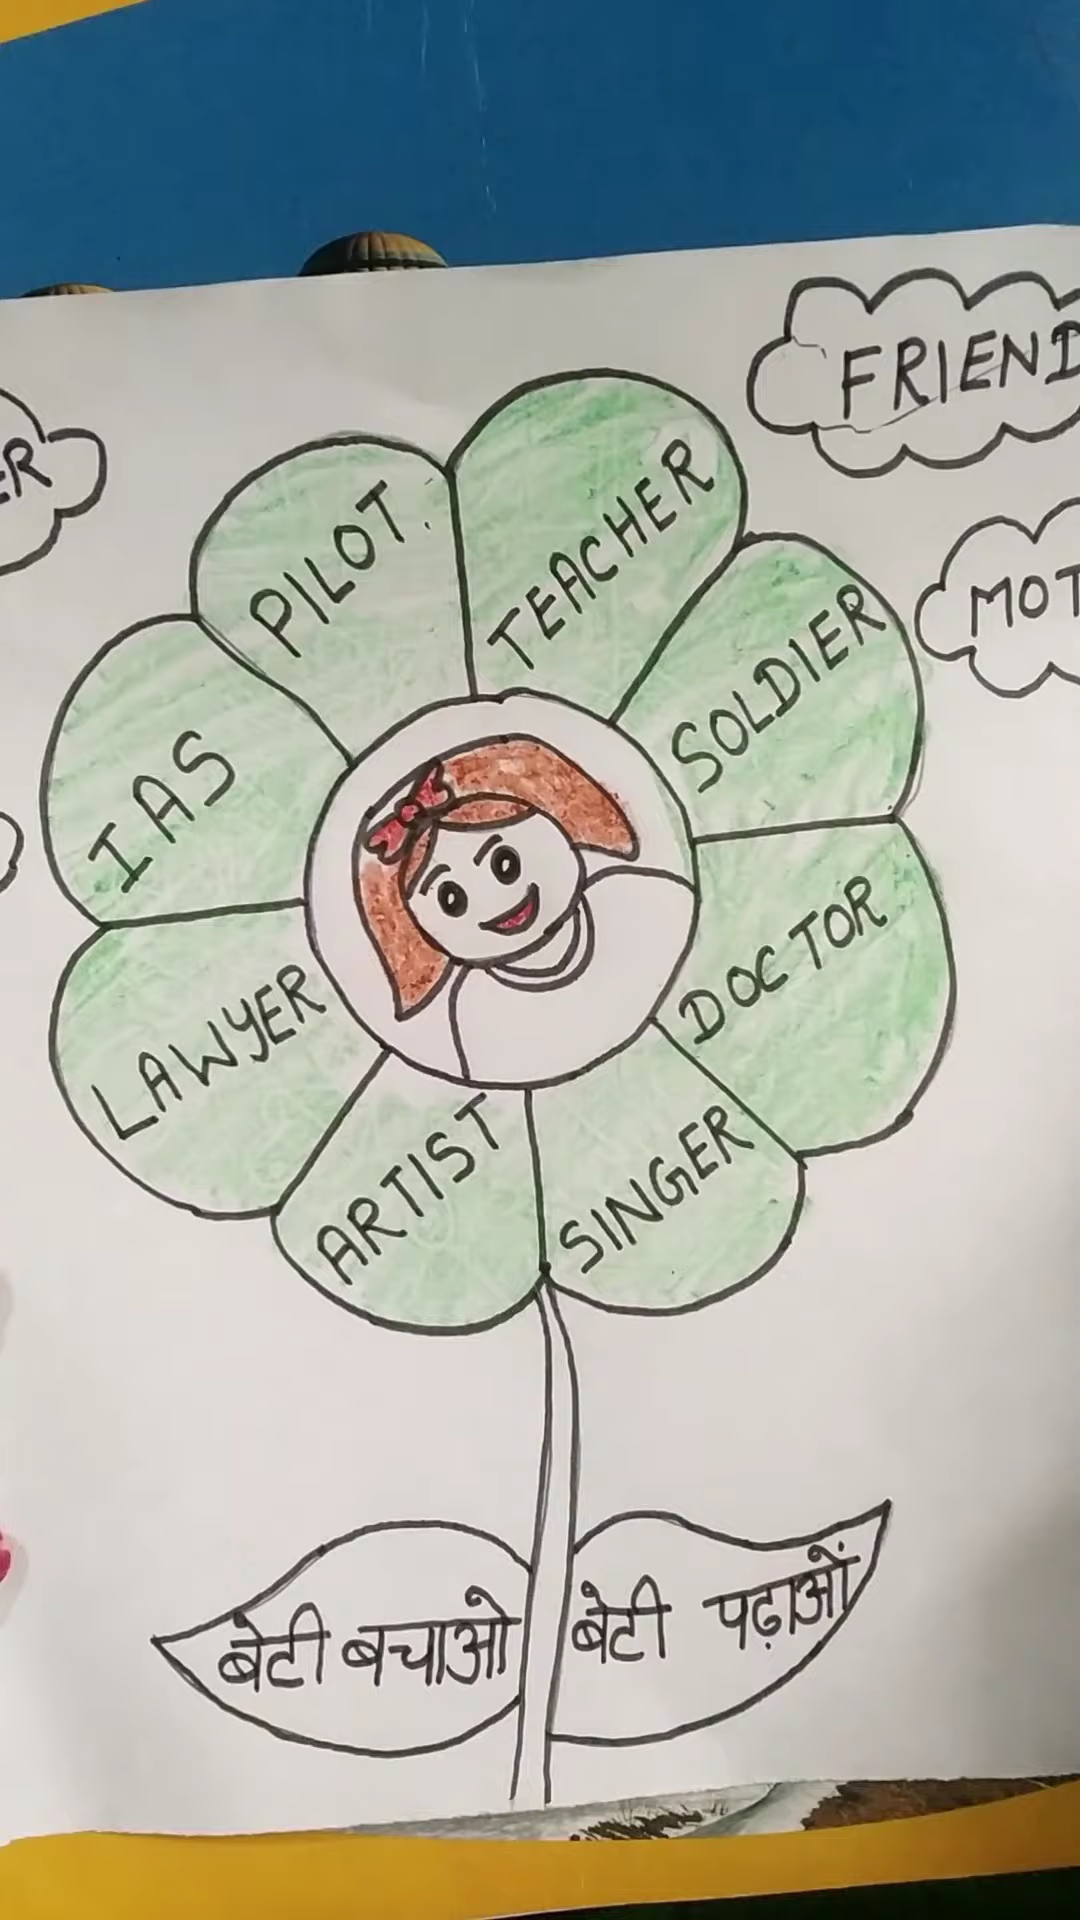 FRIEND
PILOT.
TEACHER
SOLDIER
IAS
DOCTOR
LAWYER
ARTIST
SINGER
बेटी बचाओ
बेटी पढ़ाओं